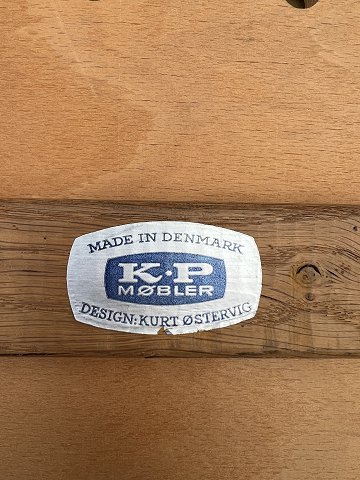 MADE IN DENMARK
K·P
MØBLER
DESIGN: KURT ØSTERVIG